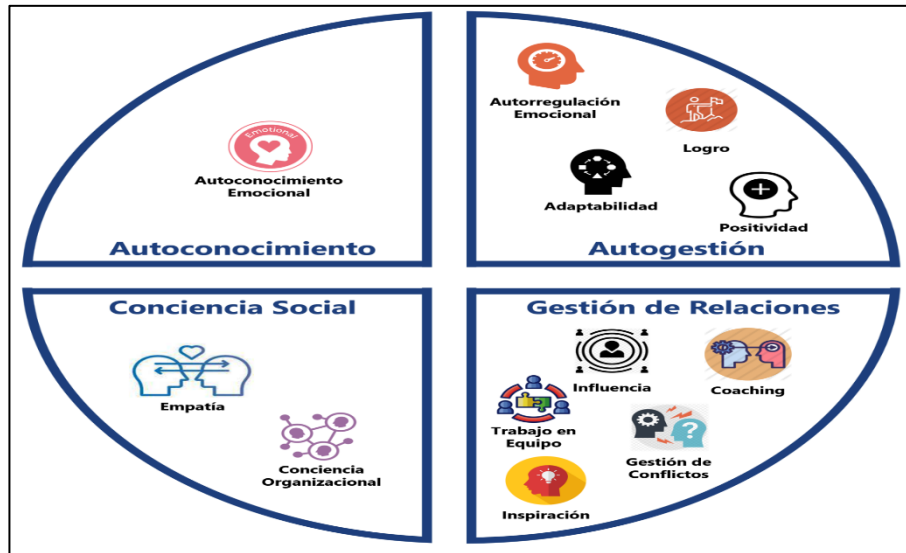 Emotional
Autoconocimiento
Emocional
Autoconocimiento
Autorregulación
Emocional
Logro
Adaptabilidad
Positividad
Autogestión
Conciencia Social
Empatía
Conciencia
Organizacional
Gestión de Relaciones
Influencia
Coaching
Trabajo en
Equipo
Gestión de
Conflictos
Inspiración